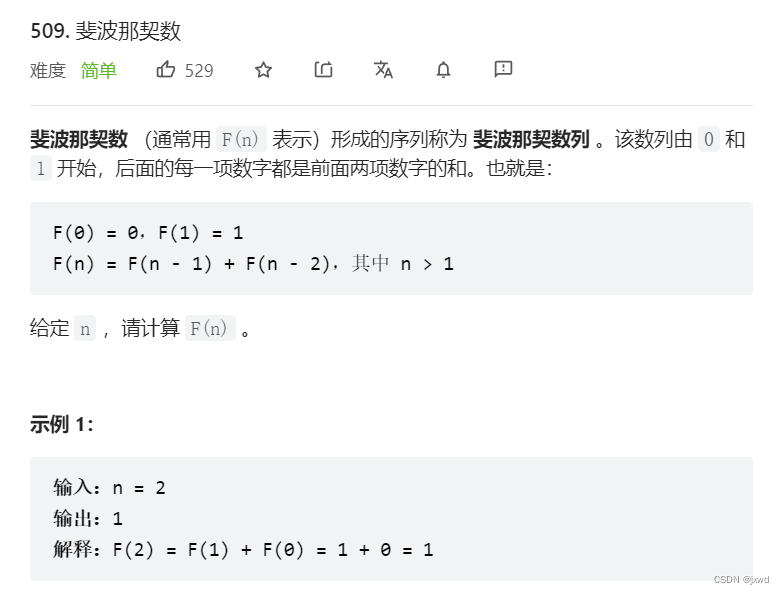 509. 斐波那契数
难度 简单 529
斐波那契数 （通常用 F(n) 表示）形成的序列称为 斐波那契数列 。该数列由 0 和
1 开始，后面的每一项数字都是前面两项数字的和。也就是：
F(0) = 0，F(1) = 1
F(n) = F(n - 1) + F(n - 2)，其中 n > 1
给定 n ，请计算 F(n) 。
示例 1：
输入：n = 2
输出：1
解释：F(2) = F(1) + F(0) = 1 + 0 = 1
CSDN @jxwd